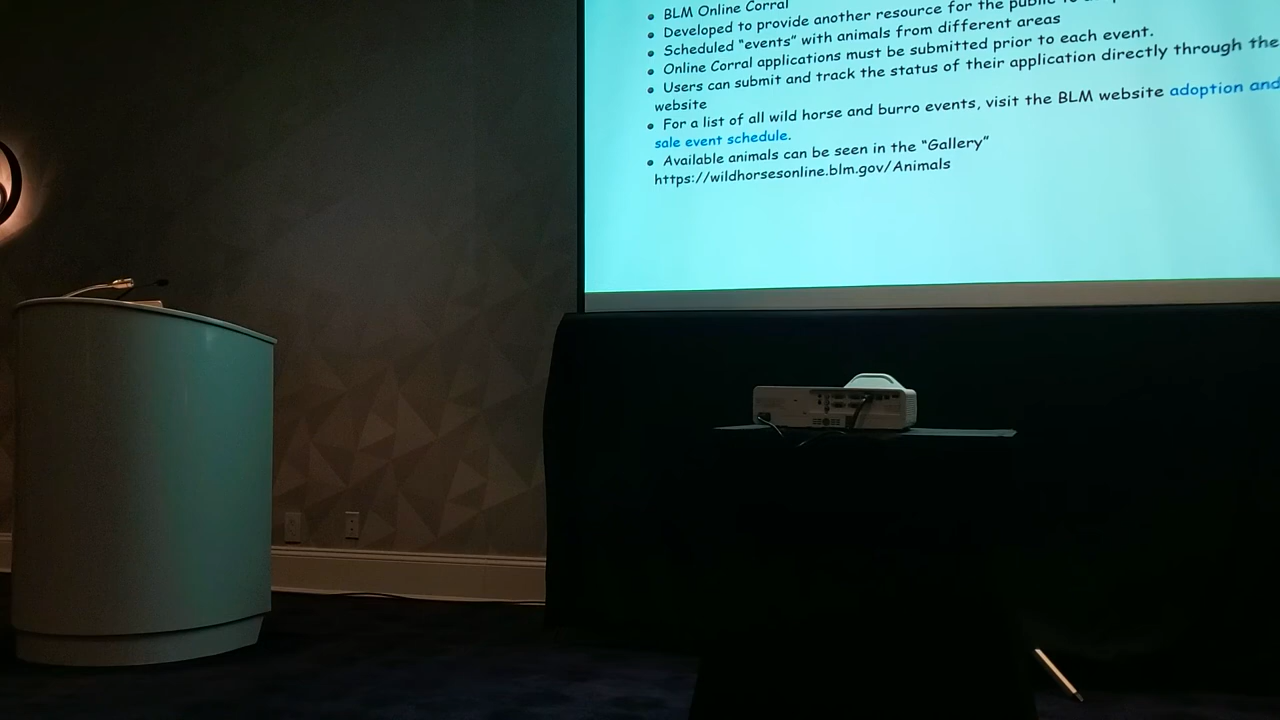 • BLM Online Corral
• Developed to provide another resource for the public to
• Scheduled “events” with animals from different areas
• Online Corral applications must be submitted prior to each event.
• Users can submit and track the status of their application directly through the
website
• For a list of all wild horse and burro events, visit the BLM website adoption and
sale event schedule.
• Available animals can be seen in the “Gallery”
https://wildhorsesonline.blm.gov/Animals